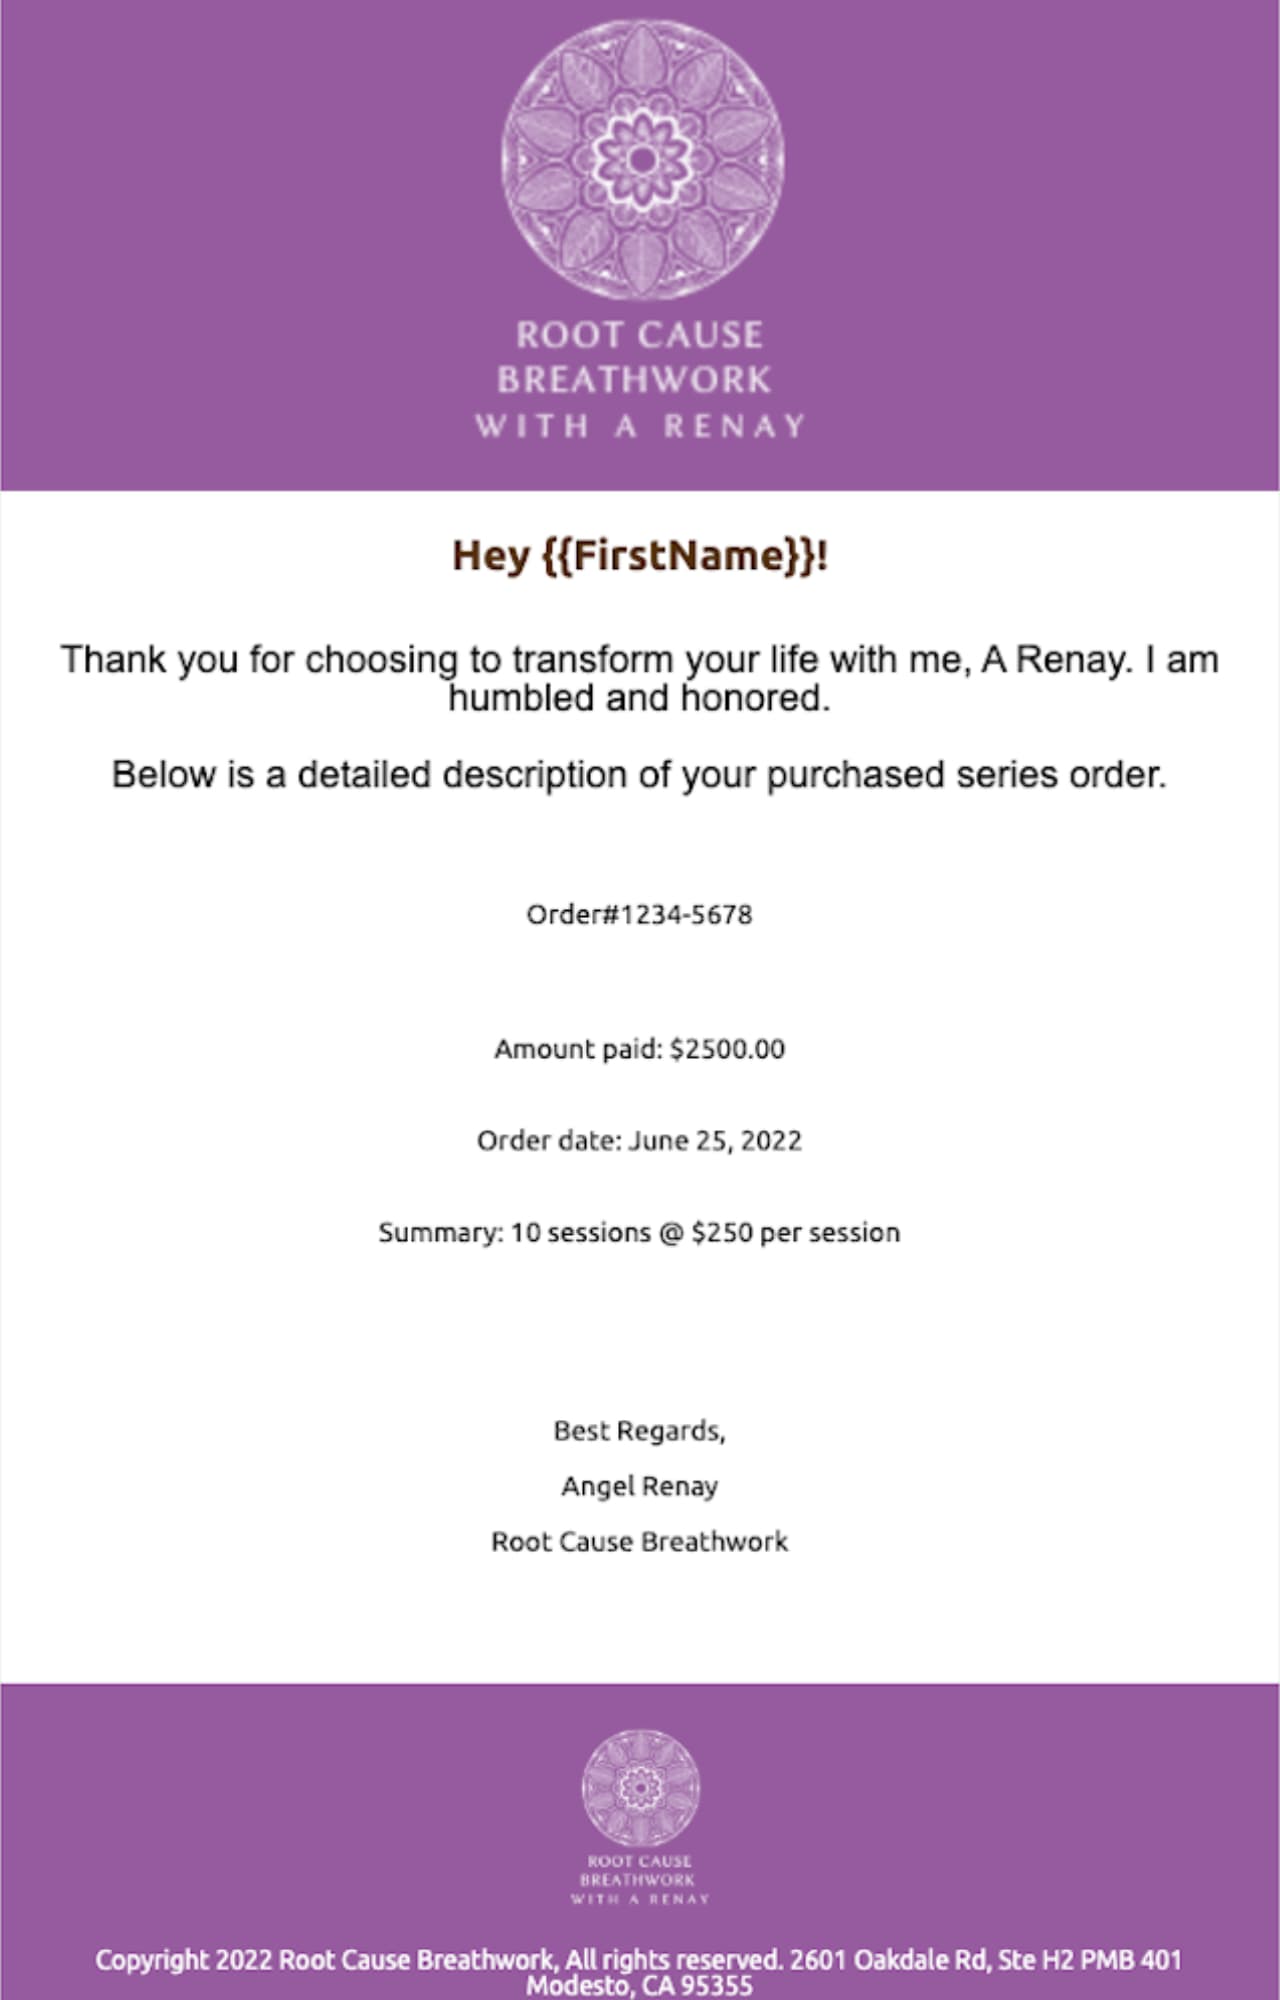 ROOT CAUSE
BREATHWORK
WITH A RENAY
Hey {{FirstName}}!
Thank you for choosing to transform your life with me, A Renay. I am
humbled and honored.
Below is a detailed description of your purchased series order.
Order#1234-5678
Amount paid: $2500.00
Order date: June 25, 2022
Summary: 10 sessions @ $250 per session
Best Regards,
Angel Renay
Root Cause Breathwork
ROOT CAUSE
BREATHWORK
WITH A RENAY
Copyright 2022 Root Cause Breathwork, All rights reserved. 2601 Oakdale Rd, Ste H2 PMB 401
Modesto, CA 95355